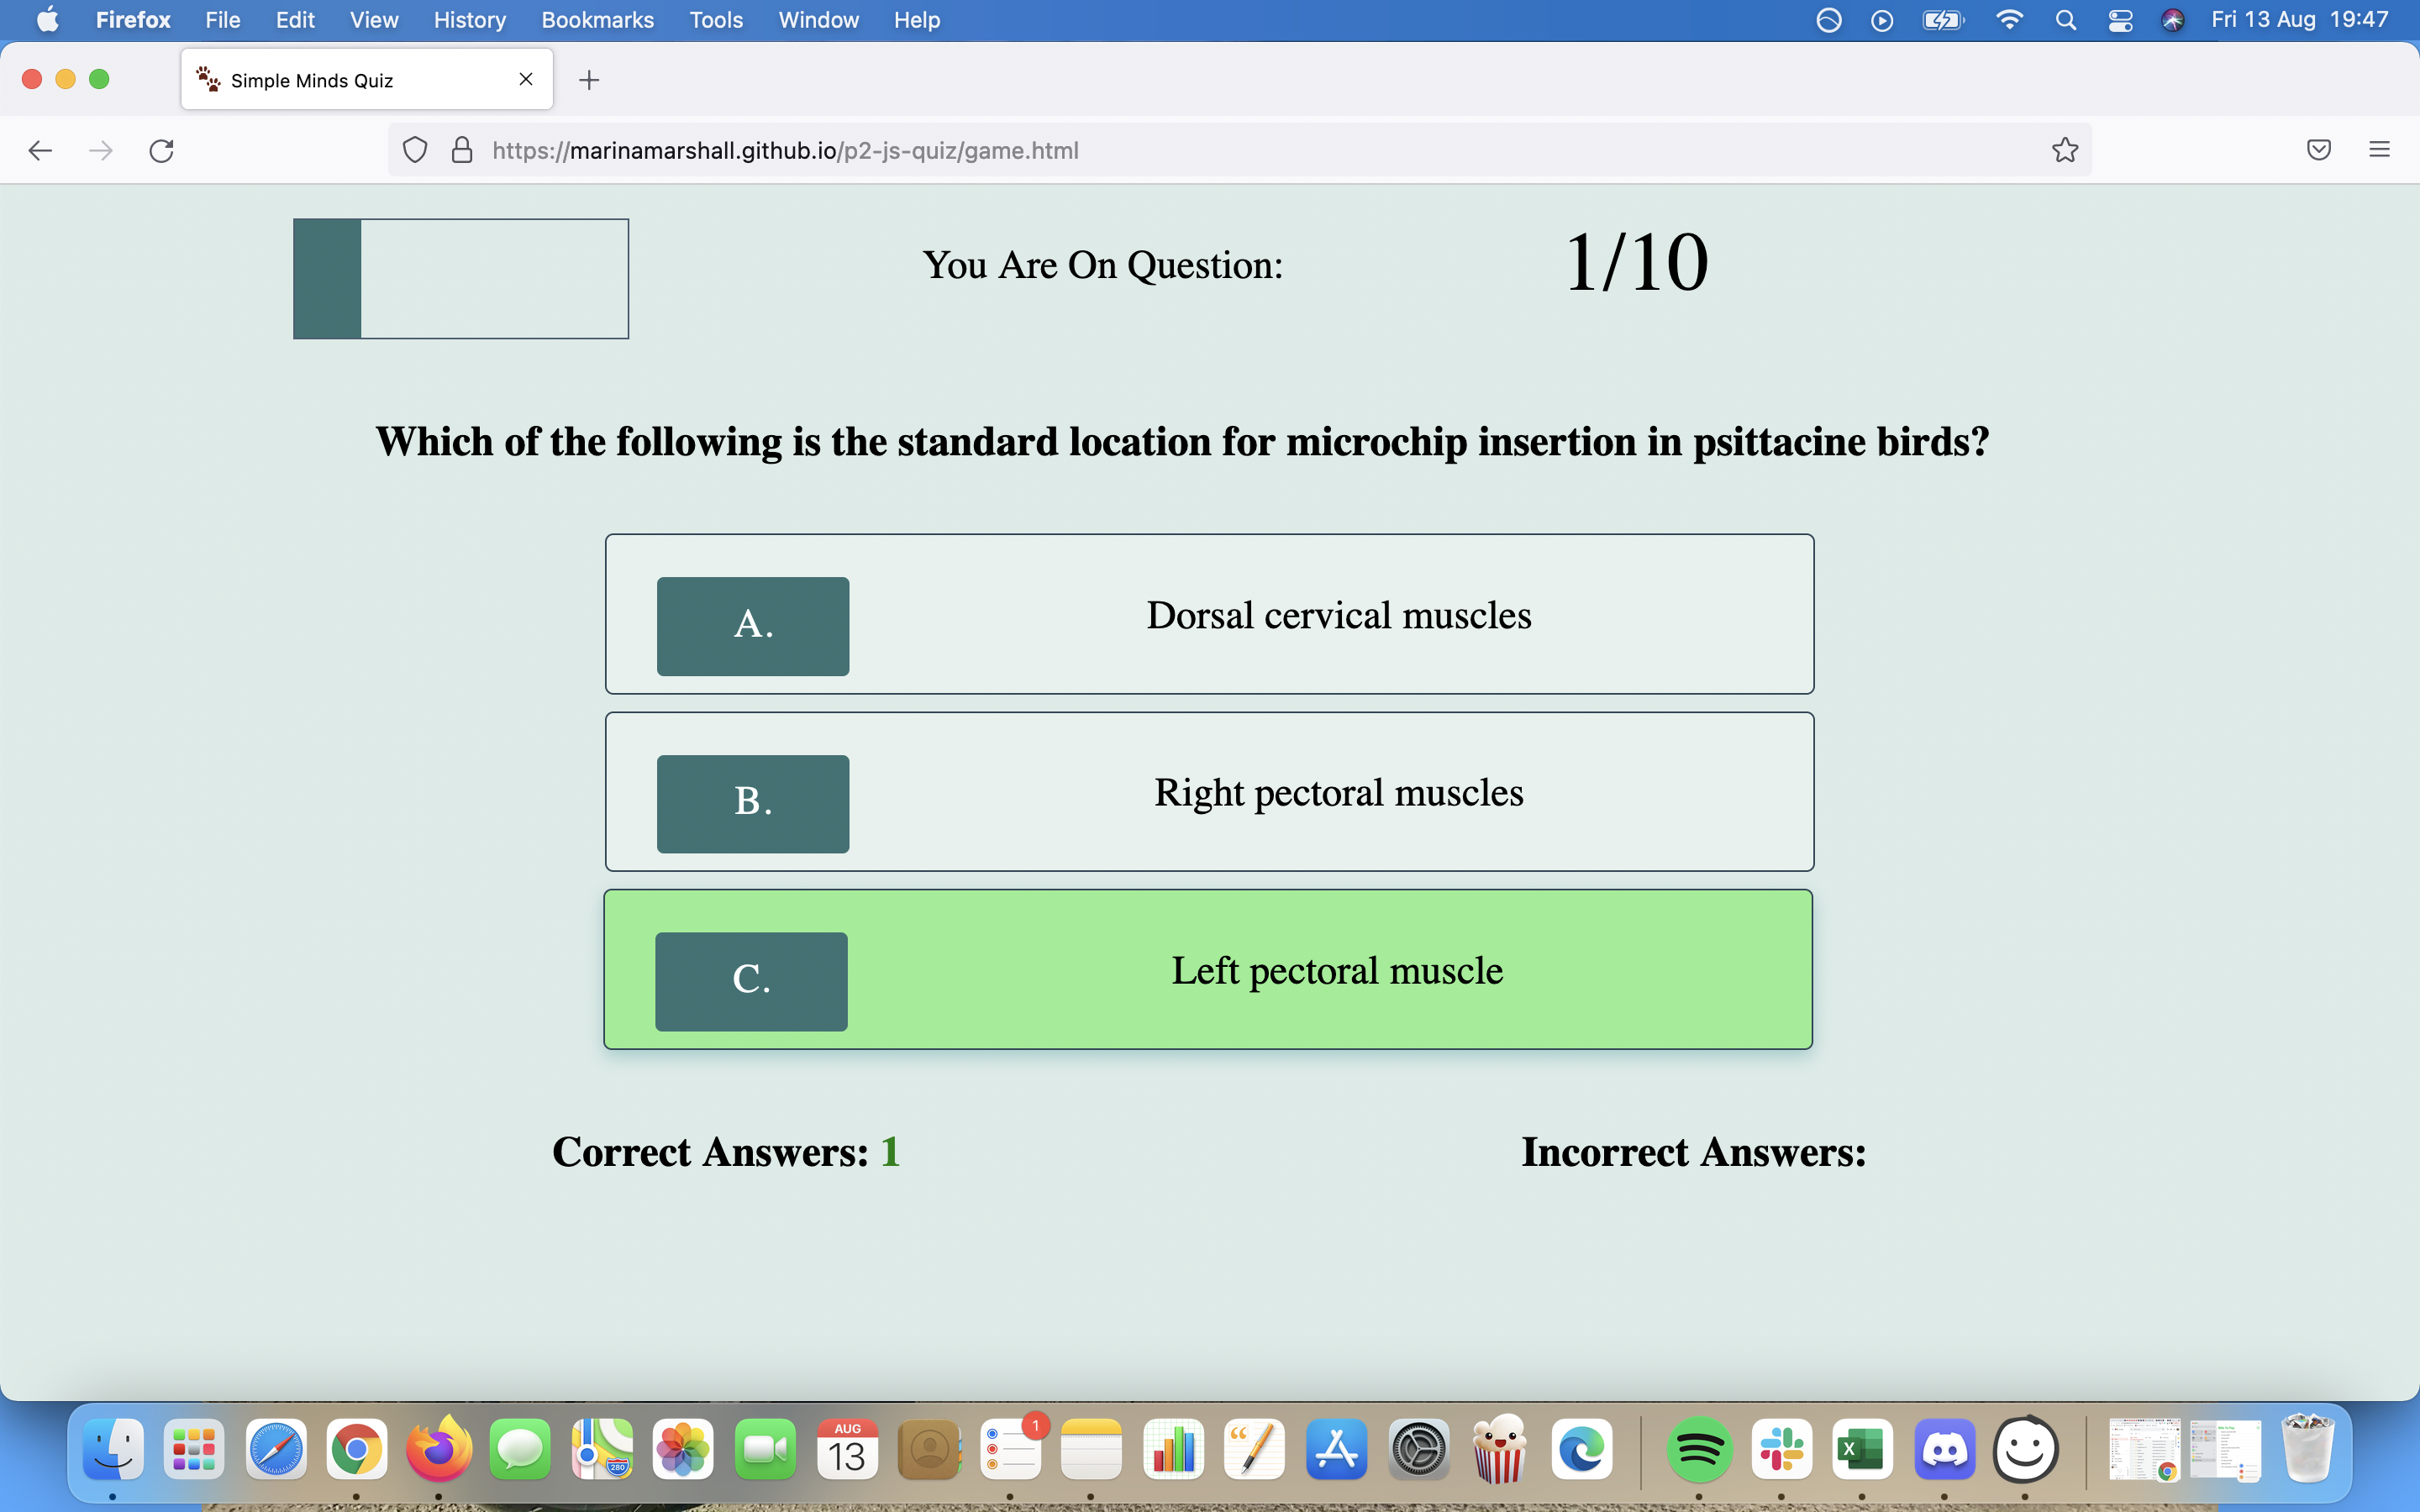 Firefox File Edit View History Bookmarks Tools Window Help Fri 13 Aug 19:47
Simple Minds Quiz
https://marinamarshall.github.io/p2-js-quiz/game.html
You Are On Question: 1/10
Which of the following is the standard location for microchip insertion in psittacine birds?
A. Dorsal cervical muscles
B. Right pectoral muscles
C. Left pectoral muscle
Correct Answers: 1 Incorrect Answers:
AUG
13
1
280
X